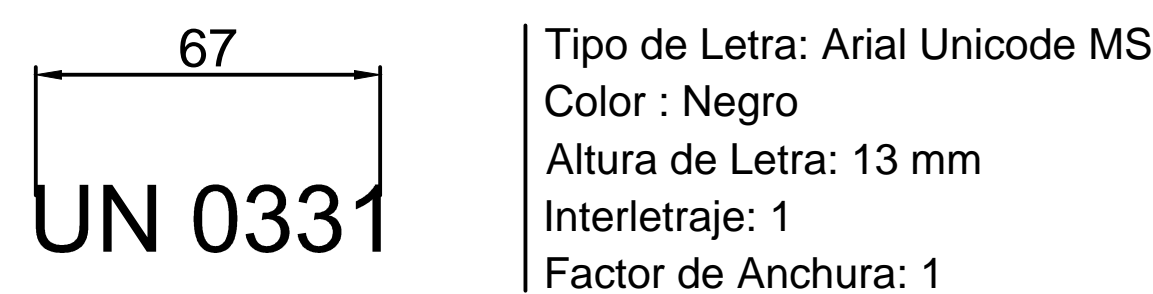 67
UN 0331
Tipo de Letra: Arial Unicode MS
Color : Negro
Altura de Letra: 13 mm
Interletraje: 1
Factor de Anchura: 1